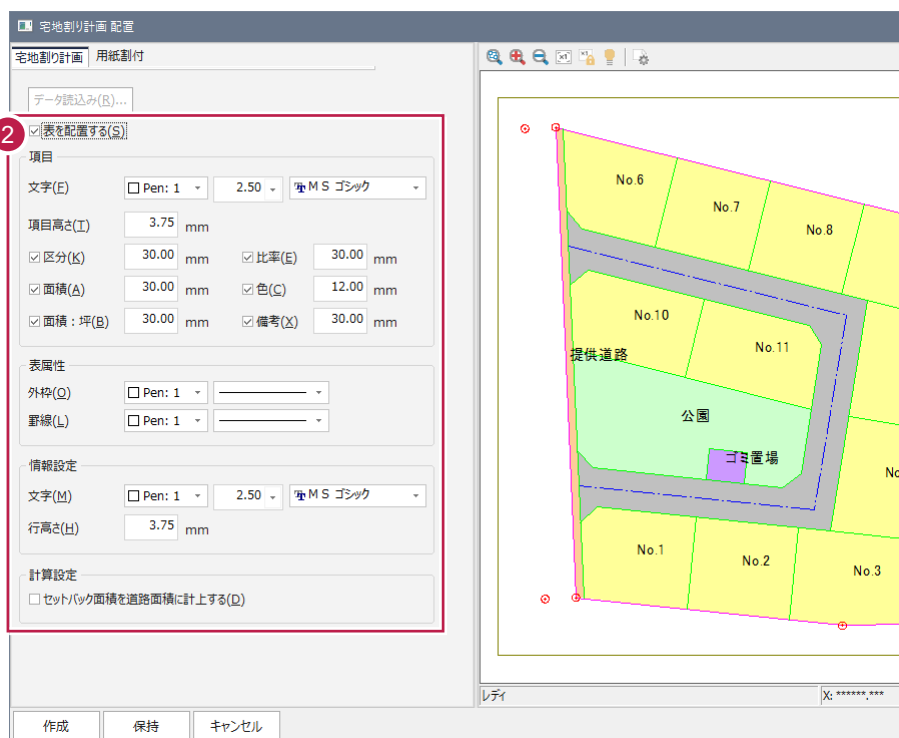 宅地割り計画 配置
宅地割り計画 用紙割付
データ読込み(R)...
2
表を配置する(S)
項目
文字(F) Pen: 1 2.50 MS ゴシック
項目高さ(T) 3.75 mm
区分(K) 30.00 mm 比率(E) 30.00 mm
面積(A) 30.00 mm 色(C) 12.00 mm
面積：坪(B) 30.00 mm 備考(X) 30.00 mm
表属性
外枠(O) Pen: 1
罫線(L) Pen: 1
情報設定
文字(M) Pen: 1 2.50 MS ゴシック
行高さ(H) 3.75 mm
計算設定
セットバック面積を道路面積に計上する(D)
作成 保持 キャンセル
No.6
No.7
No.8
No.10
No.11
提供道路
公園
ゴミ置場
No
No.1
No.2
No.3
レディ X: ******.***